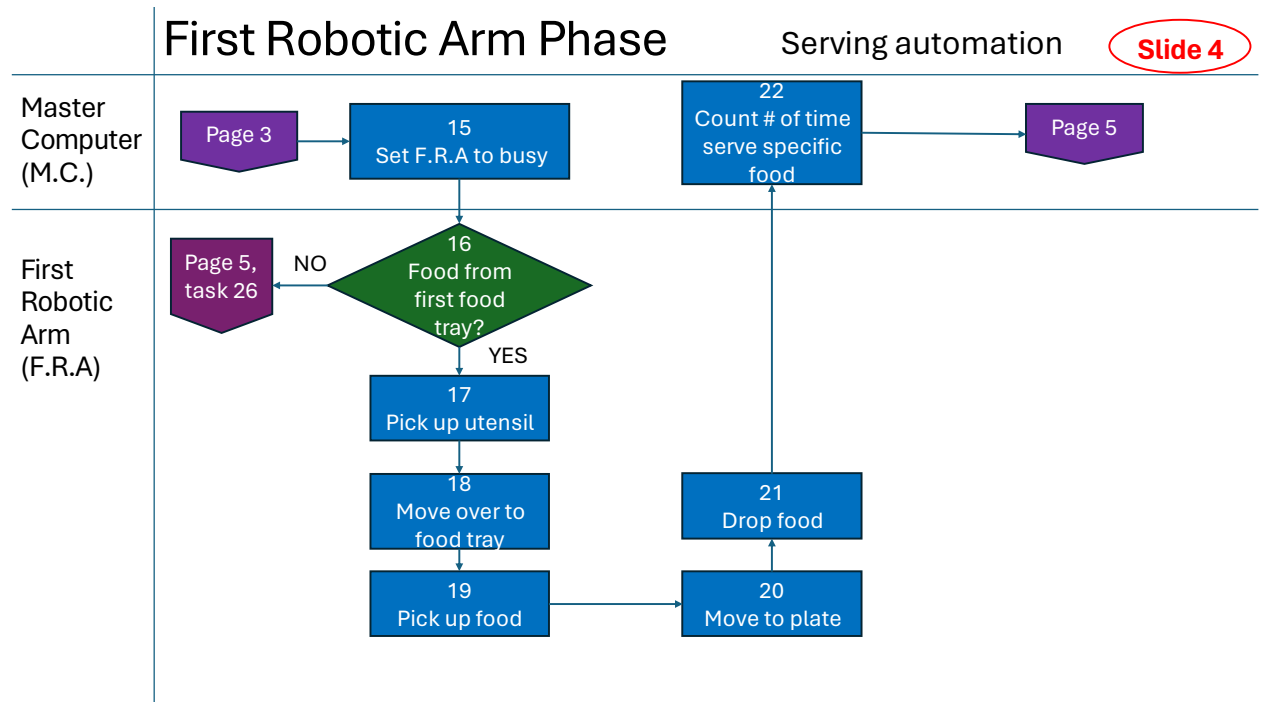 First Robotic Arm Phase
Serving automation
Slide 4
Master
Computer
(M.C.)
Page 3
15
Set F.R.A to busy
22
Count # of time
serve specific
food
Page 5
First
Robotic
Arm
(F.R.A)
Page 5,
task 26
NO
16
Food from
first food
tray?
YES
17
Pick up utensil
18
Move over to
food tray
19
Pick up food
20
Move to plate
21
Drop food